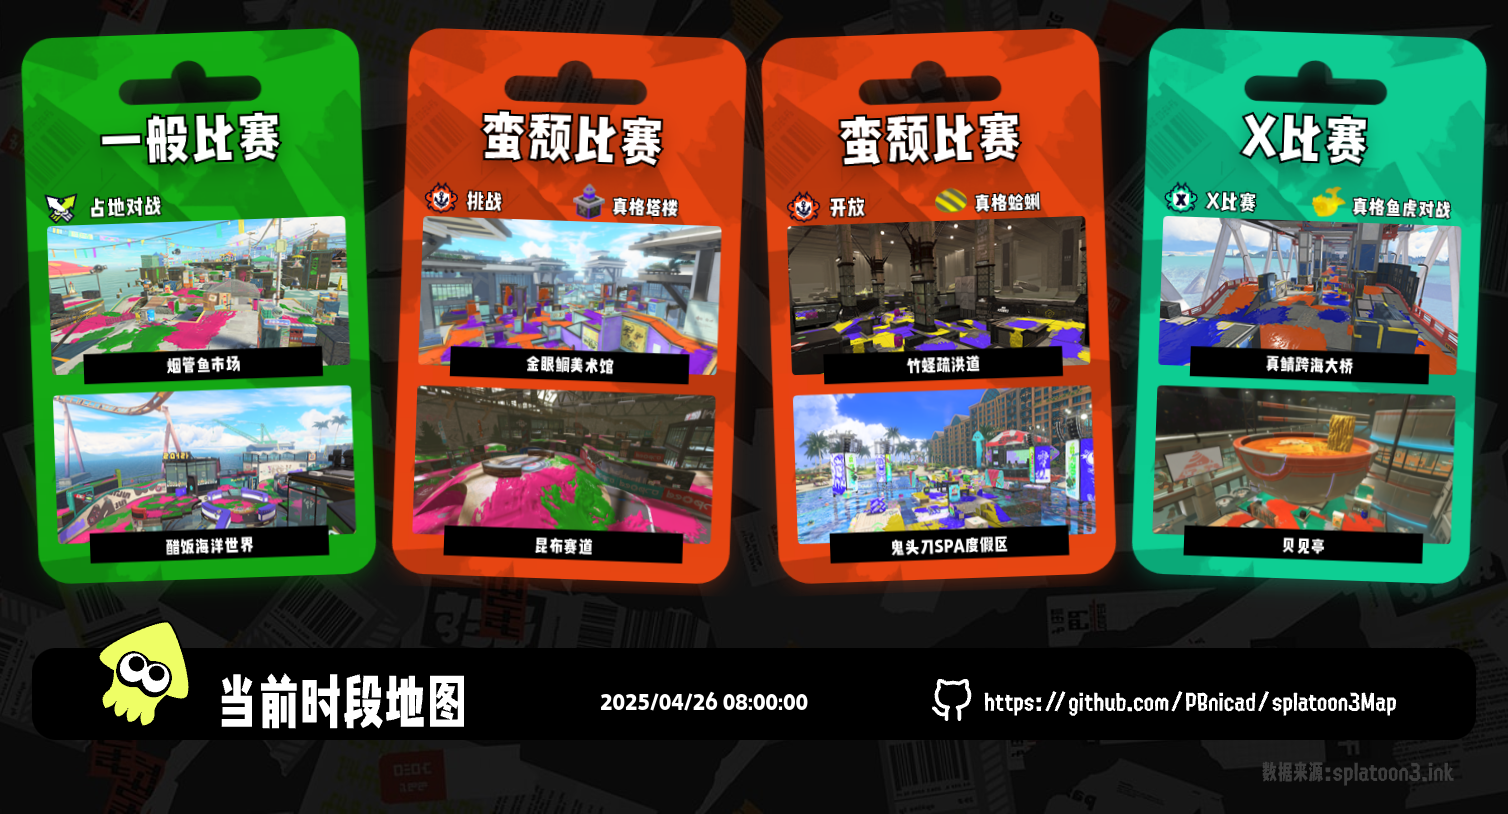 一般比赛
占地对战
烟管鱼市场
醋饭海洋世界
蛮颓比赛
挑战
真格塔楼
金眼鲷美术馆
昆布赛道
蛮颓比赛
开放
真格蛤蜊
竹蛏疏洪道
鬼头刀SPA度假区
X比赛
X比赛
真格鱼虎对战
真鲭跨海大桥
贝见亭
当前时段地图
2025/04/26 08:00:00
https://github.com/PBnicad/splatoon3Map
数据来源:splatoon3.ink